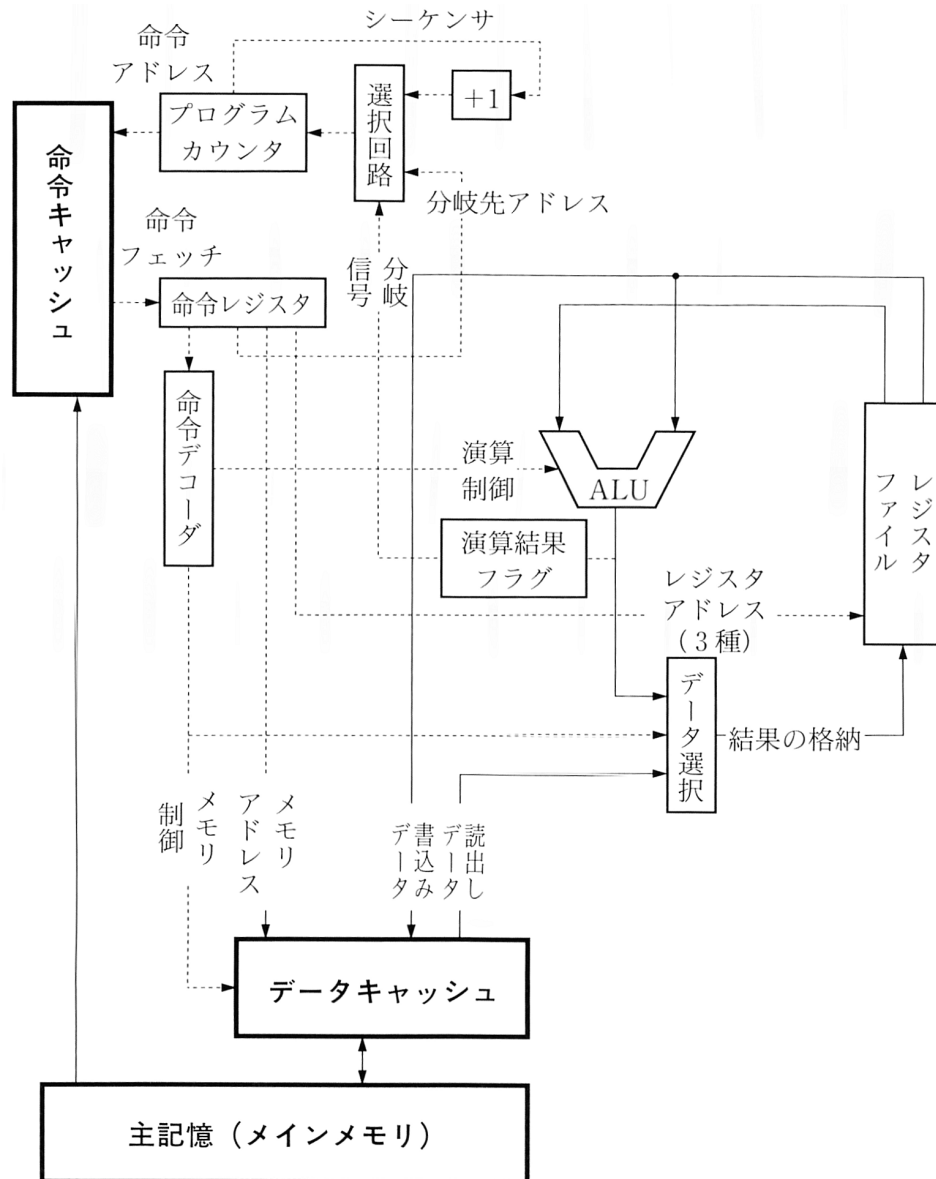 シーケンサ
命令
アドレス
プログラム
カウンタ
選択回路
+1
命令キャッシュ
分岐先アドレス
命令
フェッチ
分岐
信号
命令レジスタ
命令デコーダ
演算
制御
ALU
レジスタ
ファイル
演算結果
フラグ
レジスタ
アドレス
(3種)
データ選択
結果の格納
メモリ
制御
メモリ
アドレス
書込み
データ
読出し
データ
データキャッシュ
主記憶(メインメモリ)